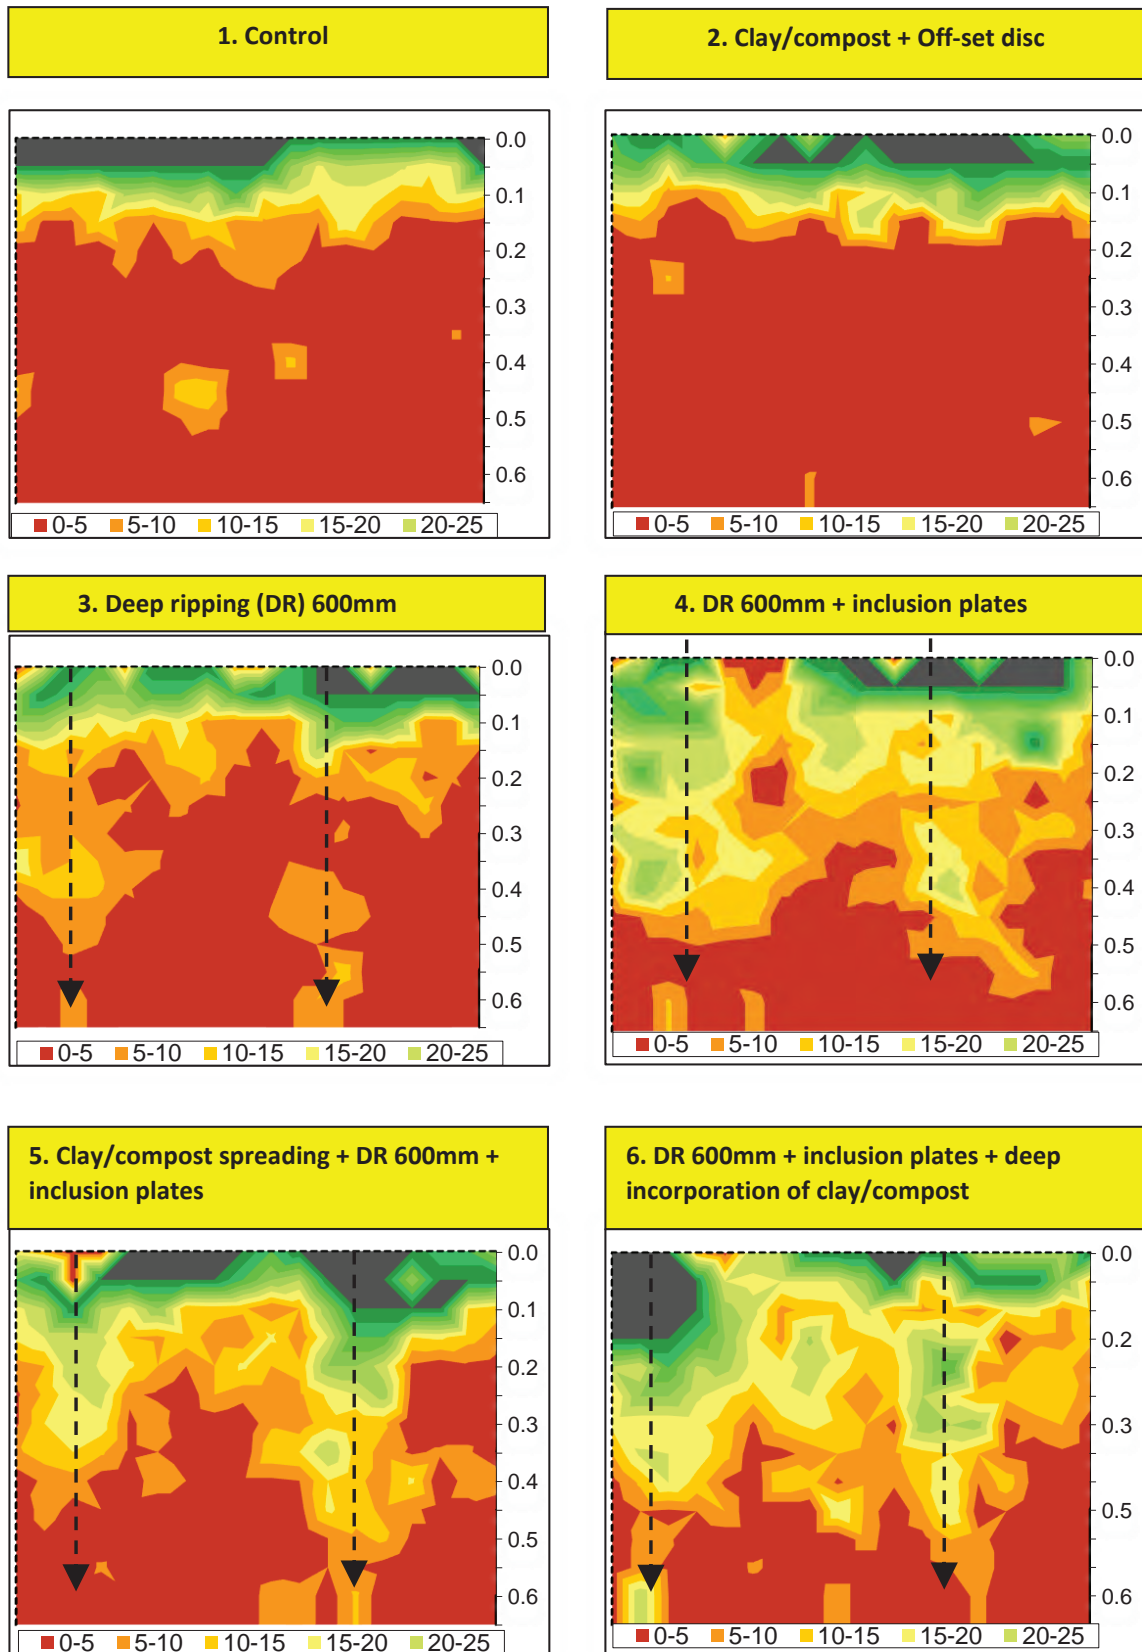 1. Control
2. Clay/compost + Off-set disc
0.0
0.1
0.2
0.3
0.4
0.5
0.6
0-5 5-10 10-15 15-20 20-25
0.0
0.1
0.2
0.3
0.4
0.5
0.6
0-5 5-10 10-15 15-20 20-25
3. Deep ripping (DR) 600mm
4. DR 600mm + inclusion plates
0.0
0.1
0.2
0.3
0.4
0.5
0.6
0-5 5-10 10-15 15-20 20-25
0.0
0.1
0.2
0.3
0.4
0.5
0.6
0-5 5-10 10-15 15-20 20-25
5. Clay/compost spreading + DR 600mm +
inclusion plates
6. DR 600mm + inclusion plates + deep
incorporation of clay/compost
0.0
0.1
0.2
0.3
0.4
0.5
0.6
0-5 5-10 10-15 15-20 20-25
0.0
0.2
0.3
0.5
0.6
0-5 5-10 10-15 15-20 20-25